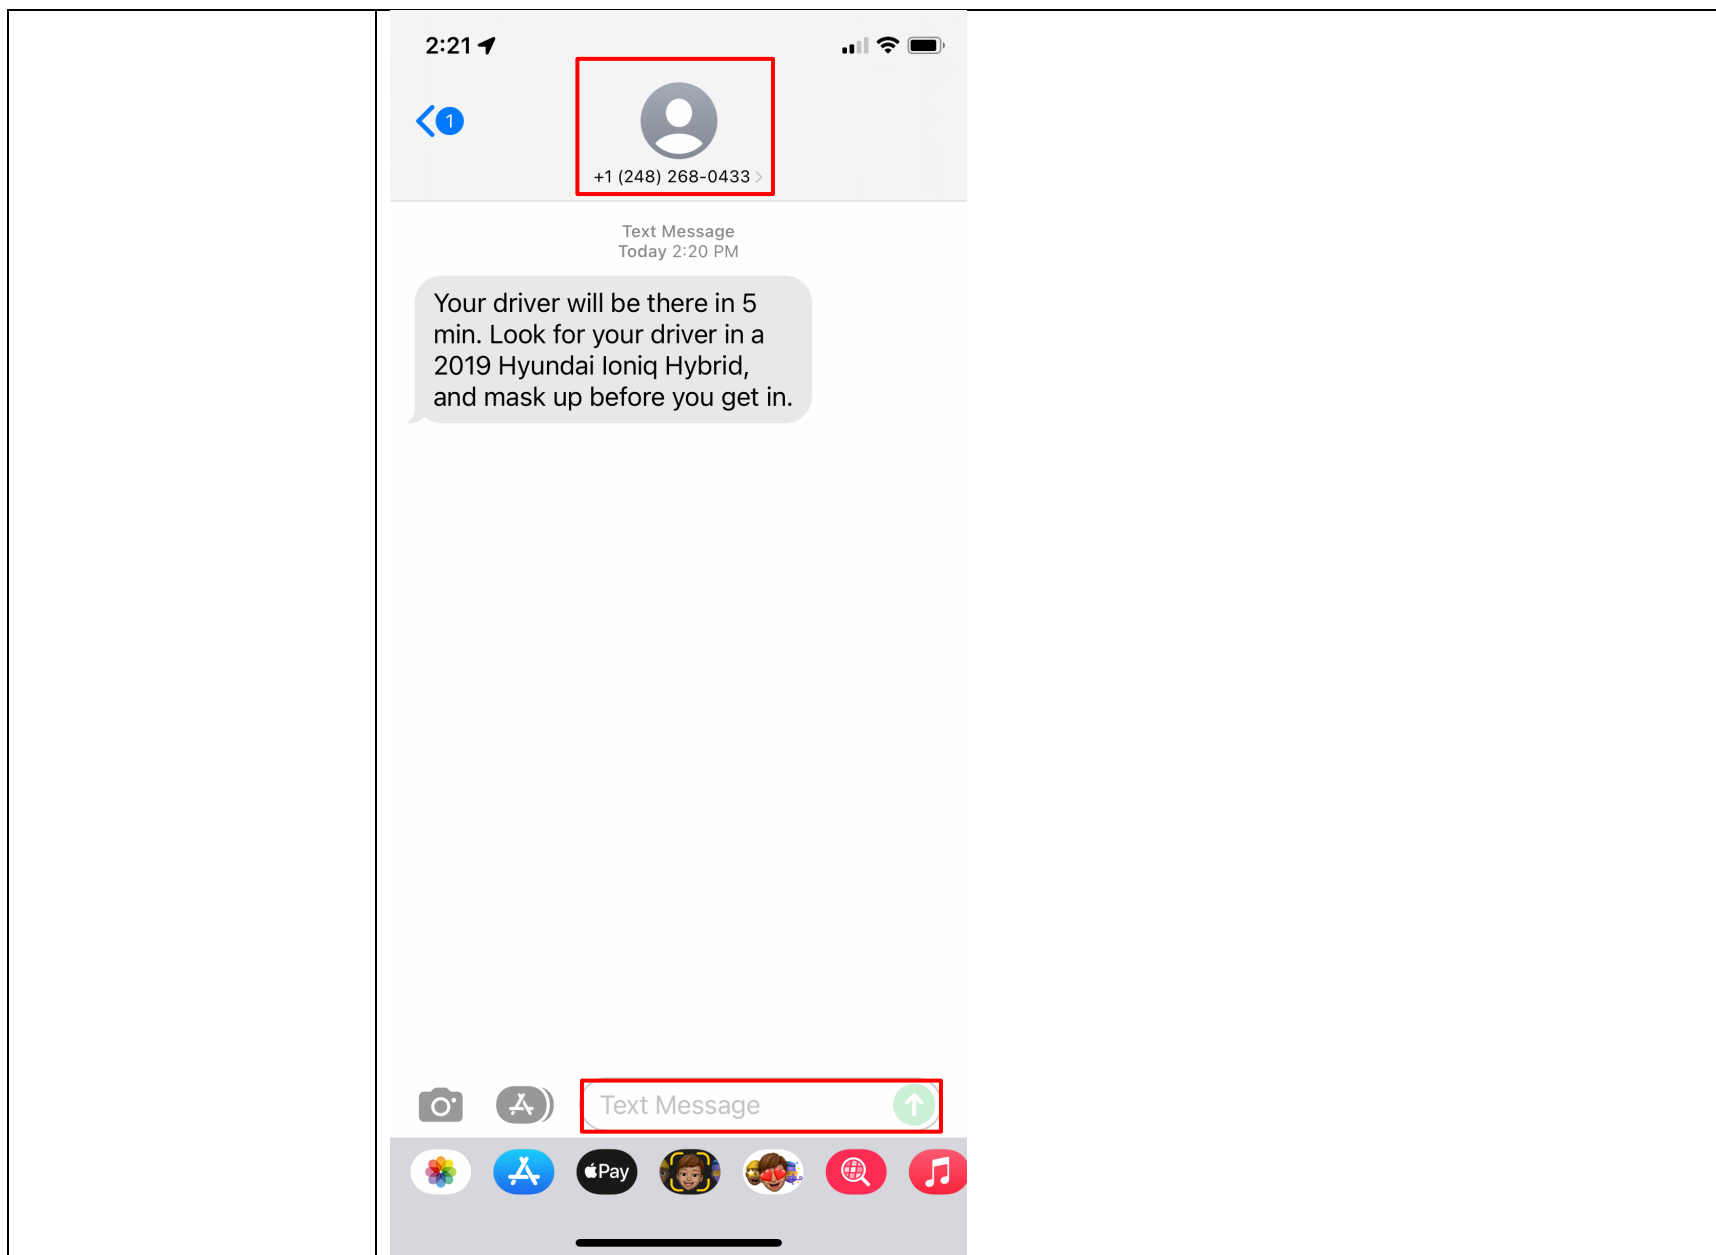 2:21
1
+1 (248) 268-0433
Text Message
Today 2:20 PM
Your driver will be there in 5
min. Look for your driver in a
2019 Hyundai Ioniq Hybrid,
and mask up before you get in.
Text Message
Pay